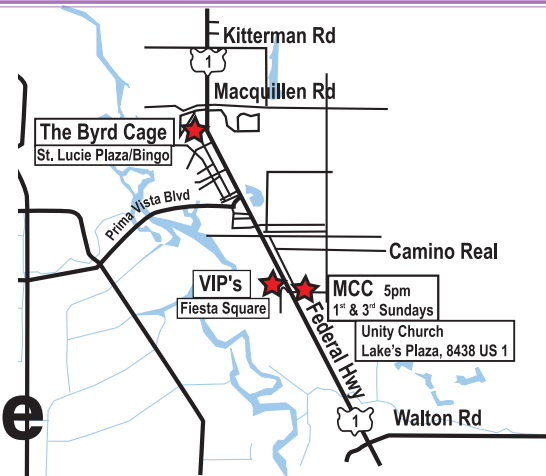 Kitterman Rd
1
Macquillen Rd
The Byrd Cage
St. Lucie Plaza/Bingo
Prima Vista Blvd
Camino Real
VIP's
Fiesta Square
MCC 5pm
1st & 3rd Sundays
Unity Church
Lake's Plaza, 8438 US 1
Federal Hwy
e
1
Walton Rd